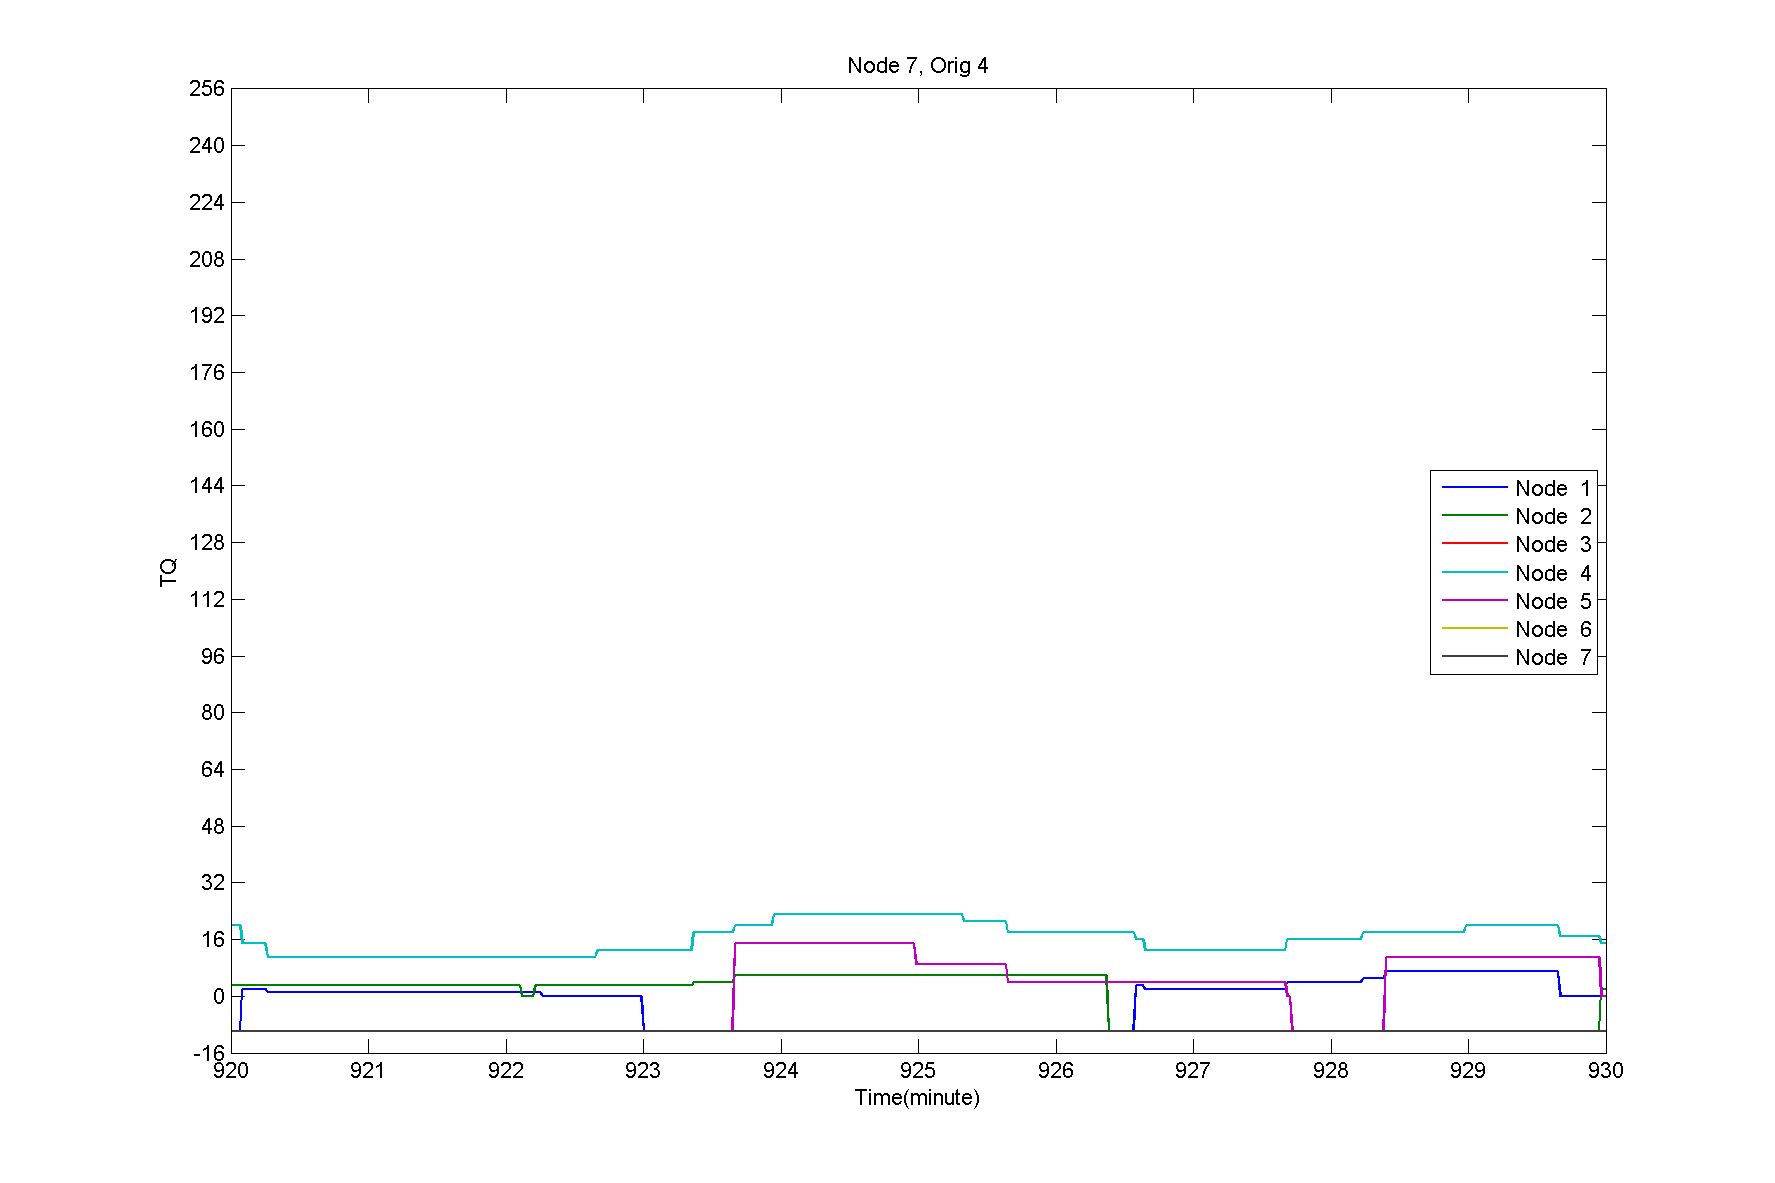 Node 7, Orig 4
256
240
224
208
192
176
160
144
128
112
96
80
64
48
32
16
0
-16
TQ
Node 1
Node 2
Node 3
Node 4
Node 5
Node 6
Node 7
920 921 922 923 924 925 926 927 928 929 930
Time(minute)